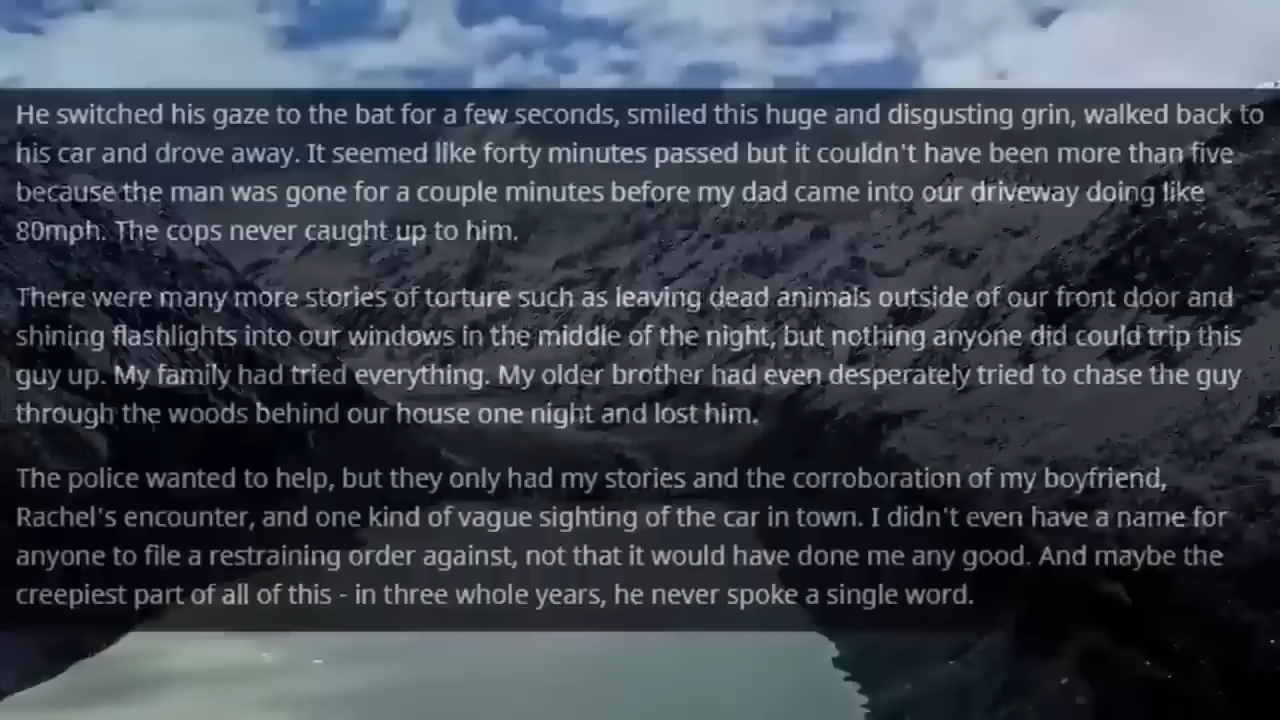 He switched his gaze to the bat for a few seconds, smiled this huge and disgusting grin, walked back to
his car and drove away. It seemed like forty minutes passed but it couldn't have been more than five
because the man was gone for a couple minutes before my dad came into our driveway doing like
80mph. The cops never caught up to him.
There were many more stories of torture such as leaving dead animals outside of our front door and
shining flashlights into our windows in the middle of the night, but nothing anyone did could trip this
guy up. My family had tried everything. My older brother had even desperately tried to chase the guy
through the woods behind our house one night and lost him.
The police wanted to help, but they only had my stories and the corroboration of my boyfriend,
Rachel's encounter, and one kind of vague sighting of the car in town. I didn't even have a name for
anyone to file a restraining order against, not that it would have done me any good. And maybe the
creepiest part of all of this - in three whole years, he never spoke a single word.